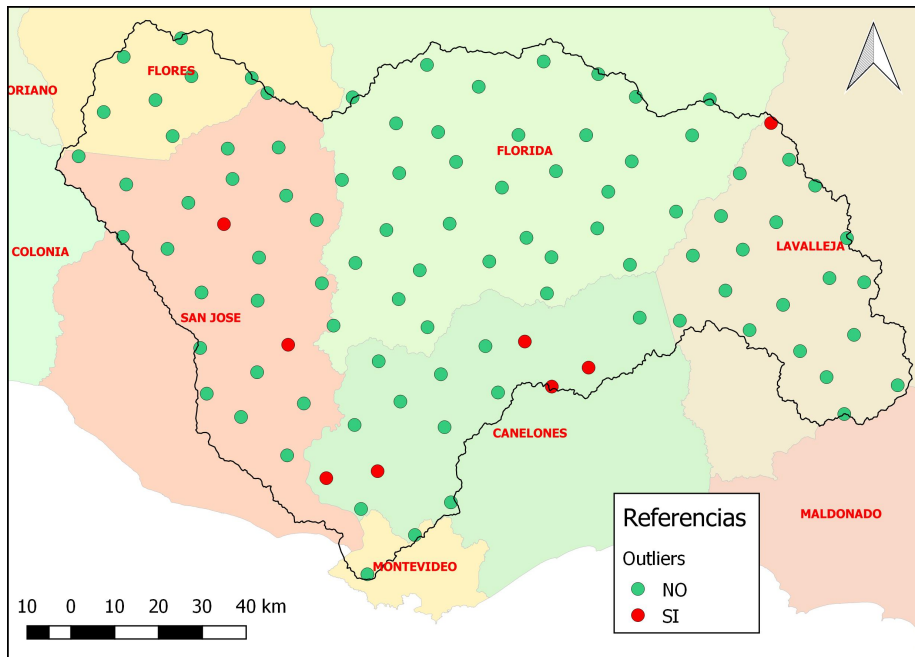 FLORES
ORIANO
FLORIDA
COLONIA
LAVALLEJA
SAN JOSE
CANELONES
MALDONADO
MONTEVIDEO
Referencias
Outliers
NO
SI
10 0 10 20 30 40 km